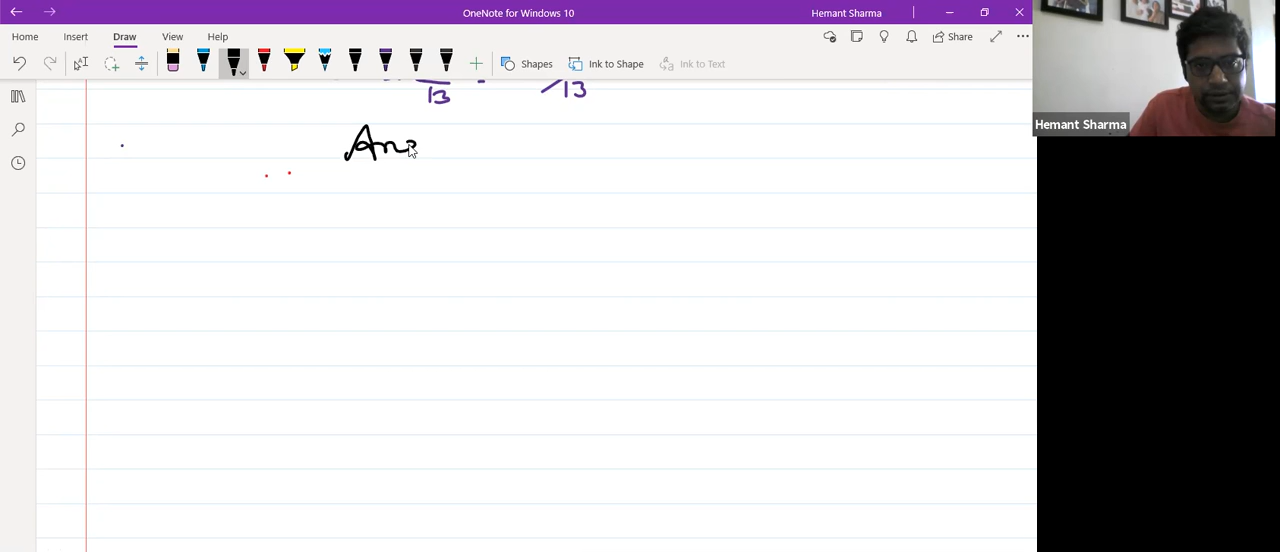 OneNote for Windows 10
Hemant Sharma
Home Insert Draw View Help
Share
Shapes
Ink to Shape
Ink to Text
13
13
Hemant Sharma